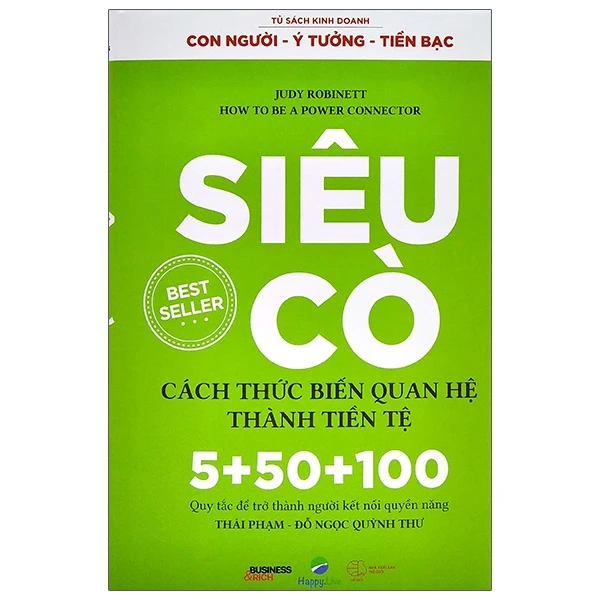 TỦ SÁCH KINH DOANH
CON NGƯỜI - Ý TƯỞNG - TIỀN BẠC
JUDY ROBINETT
HOW TO BE A POWER CONNECTOR
SIÊU
CÒ
BEST
SELLER
CÁCH THỨC BIẾN QUAN HỆ
THÀNH TIỀN TỆ
5+50+100
Quy tắc để trở thành người kết nối quyền năng
THÁI PHẠM - ĐỖ NGỌC QUỲNH THƯ
BUSINESS
&RICH
Happy.Live